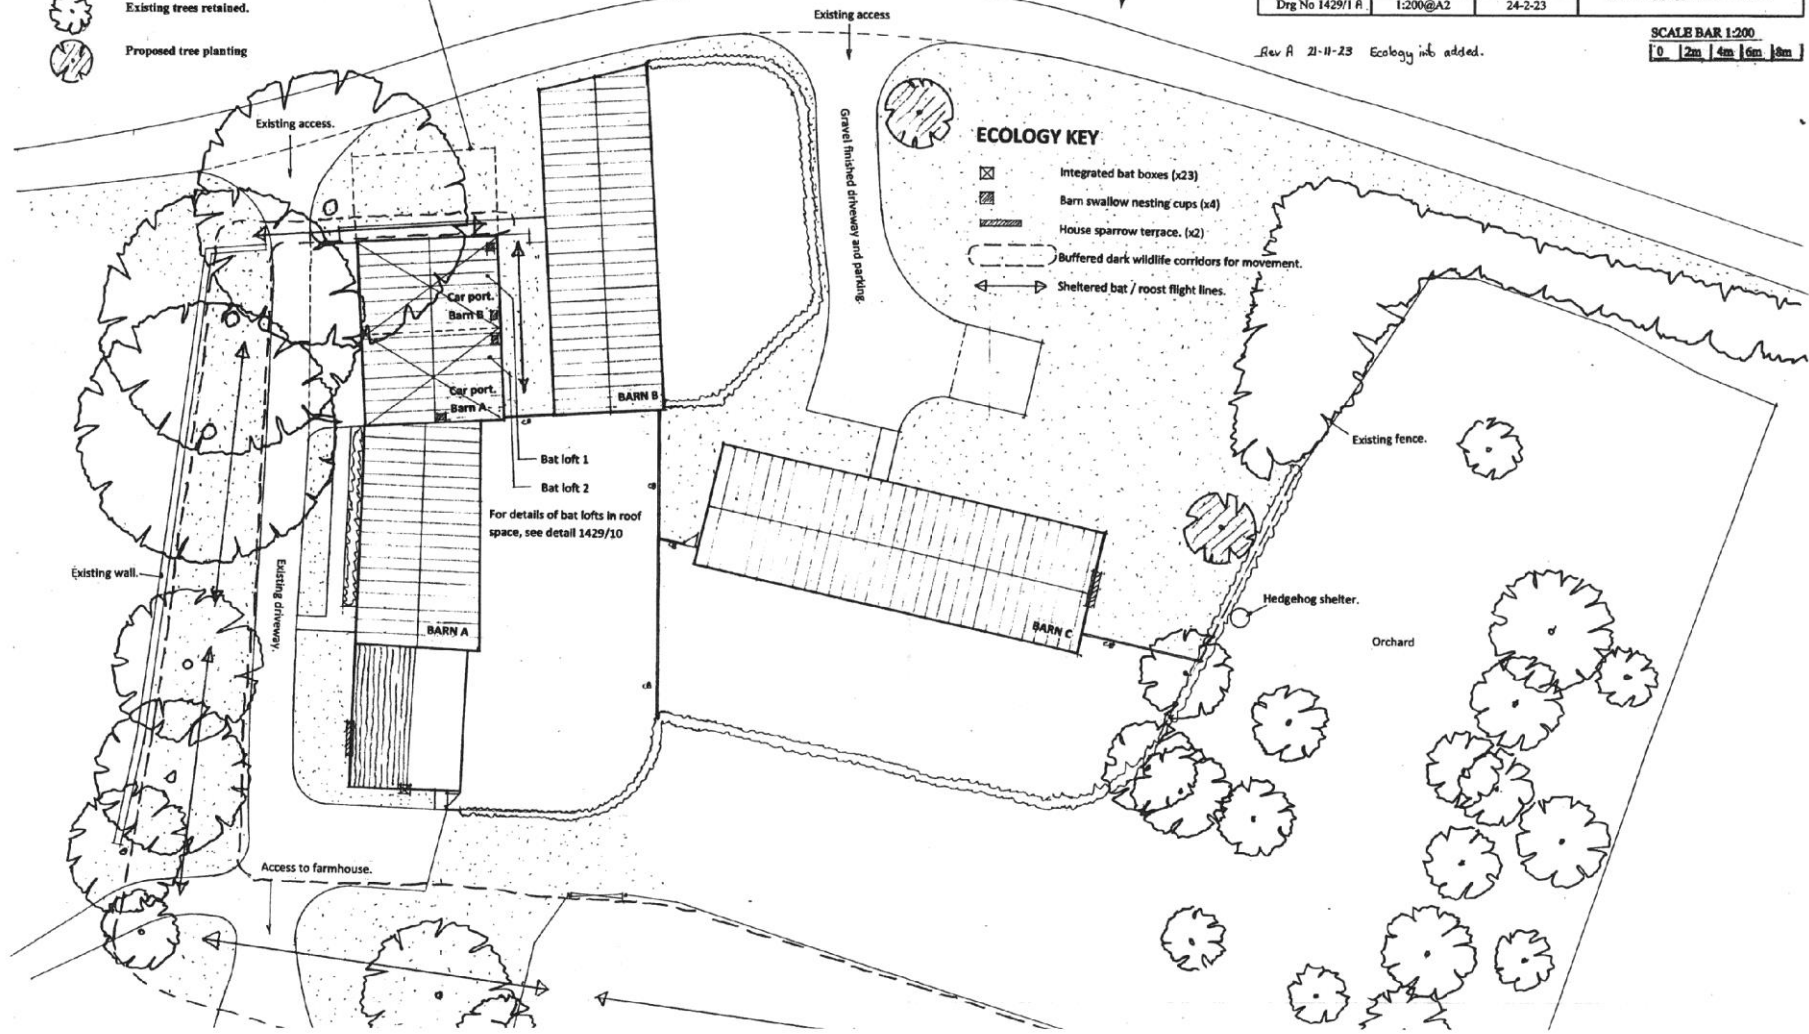 Existing trees retained.
Proposed tree planting
Drg No 1429/1 A
1:200@A2
24-2-23
Rev A 21-11-23 Ecology info added.
SCALE BAR 1:200
0 2m 4m 6m 8m
Existing access
Existing access.
Gravel finished driveway and parking.
ECOLOGY KEY
Integrated bat boxes (x23)
Barn swallow nesting cups (x4)
House sparrow terrace. (x2)
Buffered dark wildlife corridors for movement.
Sheltered bat / roost flight lines.
Car port.
Barn B
Car port.
Barn A
BARN B
Bat loft 1
Bat loft 2
For details of bat lofts in roof
space, see detail 1429/10
Existing fence.
Existing wall.
Existing driveway.
BARN A
BARN C
Hedgehog shelter.
Orchard
Access to farmhouse.